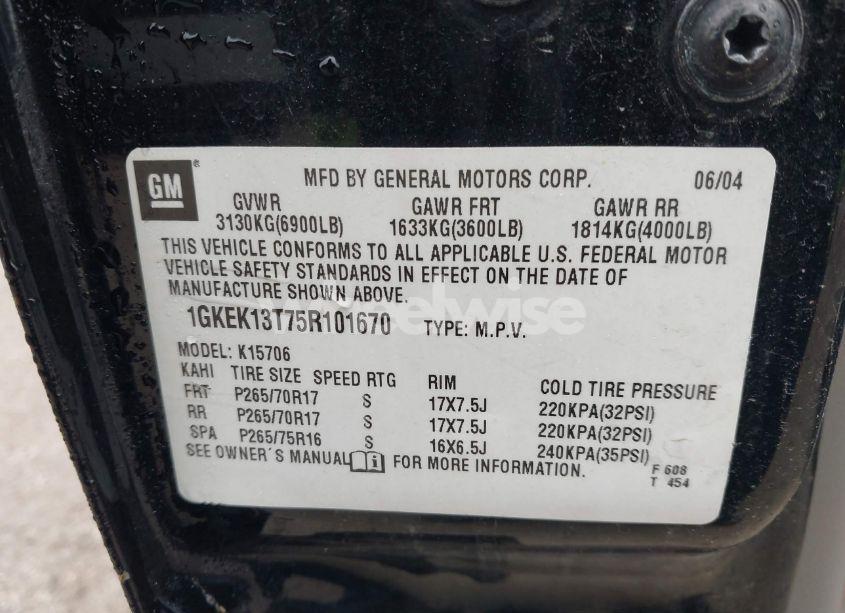 GM ® MFD BY GENERAL MOTORS CORP. 06/04
GVWR GAWR FRT GAWR RR
3130KG(6900LB) 1633KG(3600LB) 1814KG(4000LB)
THIS VEHICLE CONFORMS TO ALL APPLICABLE U.S. FEDERAL MOTOR
VEHICLE SAFETY STANDARDS IN EFFECT ON THE DATE OF
MANUFACTURE SHOWN ABOVE.
1GKEK13T75R101670 TYPE: M.P.V.
MODEL: K15706
KAHI TIRE SIZE SPEED RTG RIM COLD TIRE PRESSURE
FRT P265/70R17 S 17X7.5J 220KPA(32PSI)
RR P265/70R17 S 17X7.5J 220KPA(32PSI)
SPA P265/75R16 S 16X6.5J 240KPA(35PSI)
SEE OWNER'S MANUAL FOR MORE INFORMATION.
F 608
T 454